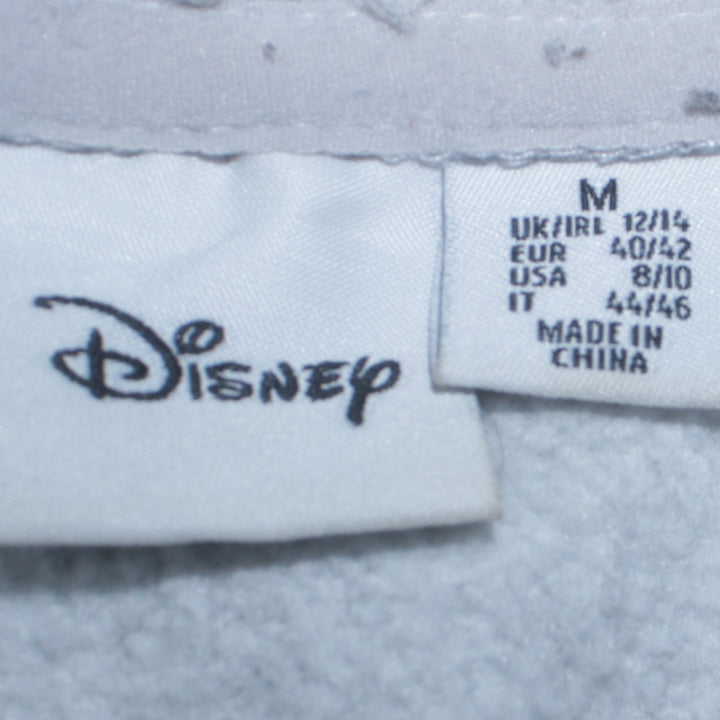 Disney
M
UK/IRL 12/14
EUR 40/42
USA 8/10
IT 44/46
MADE IN
CHINA